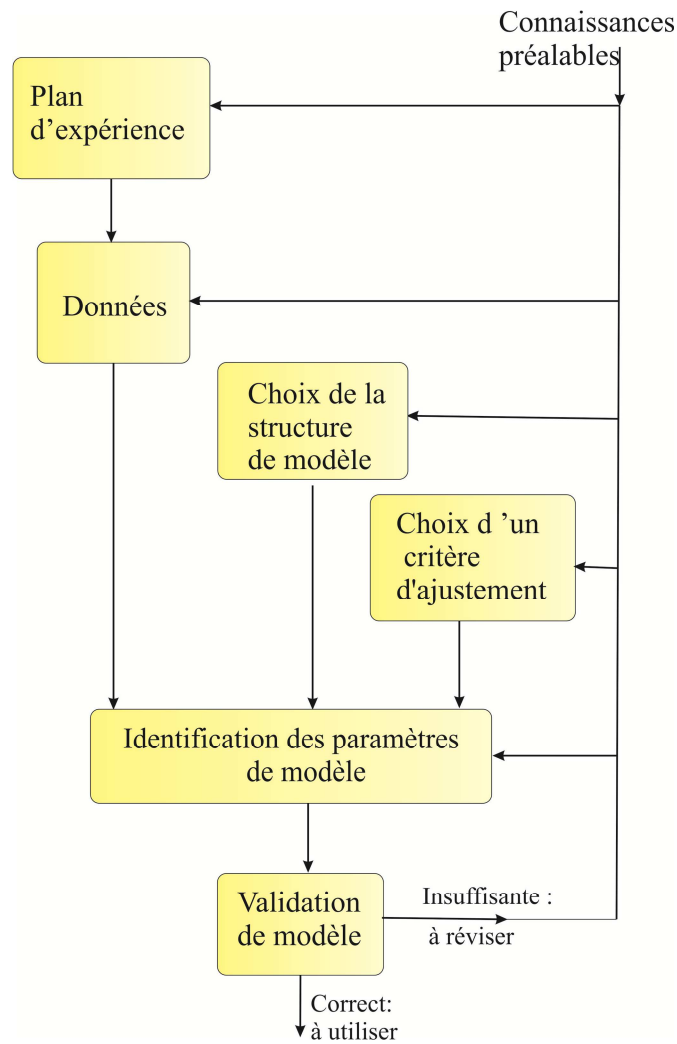 Connaissances
préalables
Plan
d’expérience
Données
Choix de la
structure
de modèle
Choix d ’un
critère
d'ajustement
Identification des paramètres
de modèle
Validation
de modèle
Insuffisante :
à réviser
Correct:
à utiliser